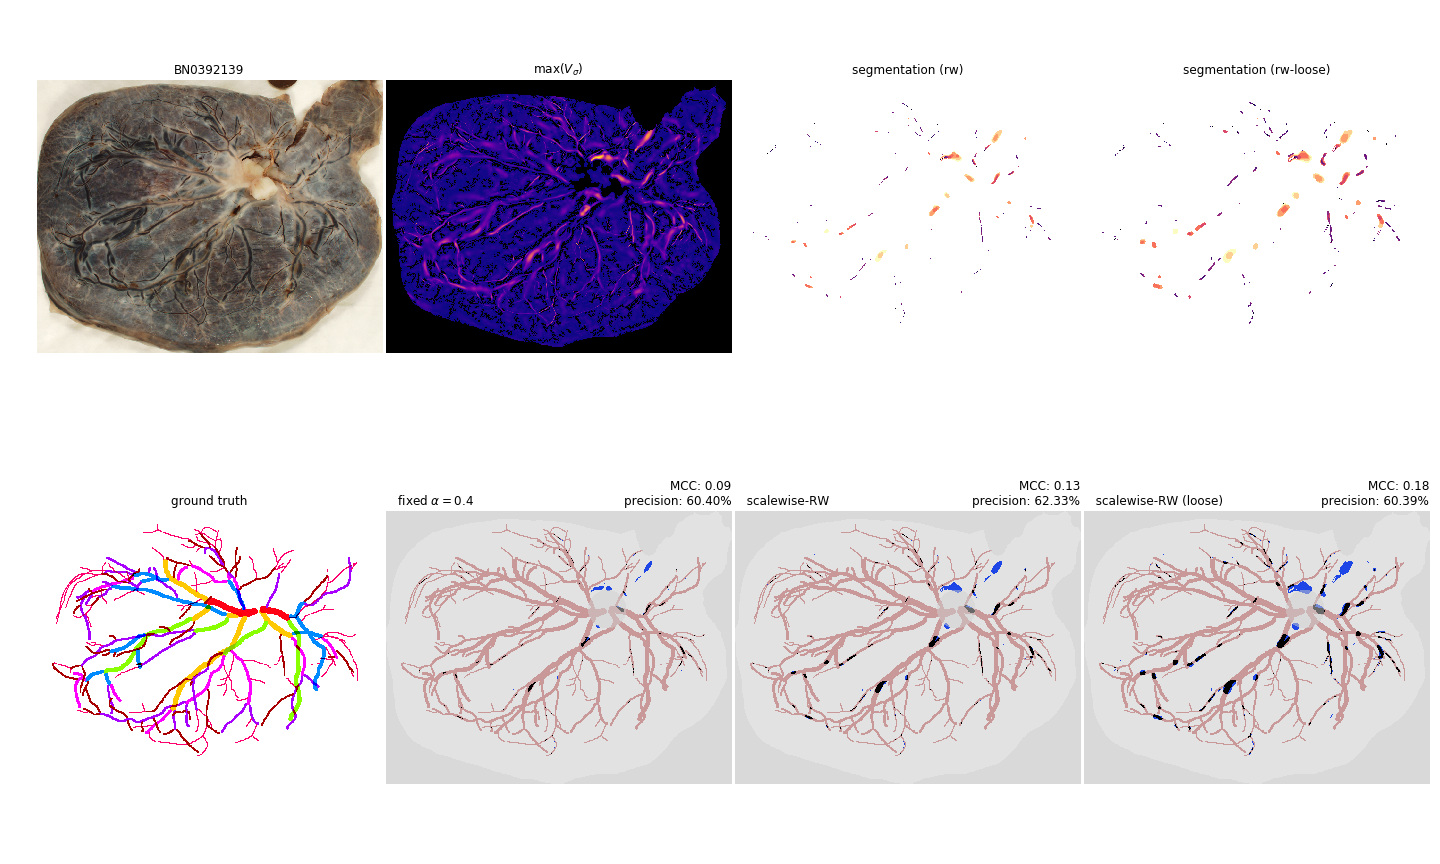 BN0392139
max(V_σ)
segmentation (rw)
segmentation (rw-loose)
ground truth
fixed α = 0.4
MCC: 0.09
precision: 60.40%
scalewise-RW
MCC: 0.13
precision: 62.33%
scalewise-RW (loose)
MCC: 0.18
precision: 60.39%